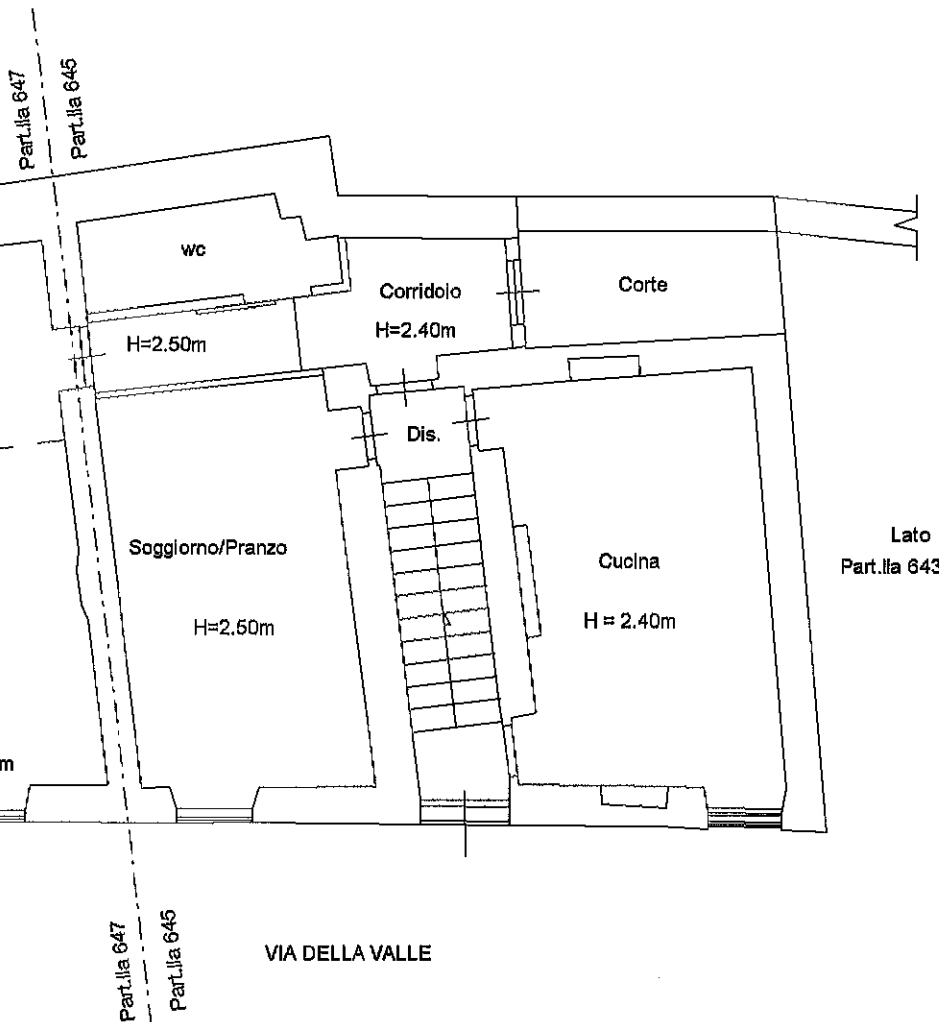 Part.lla 647
Part.lla 645
wc
Corridoio
H=2.40m
Corte
H=2.50m
Dis.
Soggiorno/Pranzo
H=2.50m
Cucina
H = 2.40m
Lato
Part.lla 643
m
Part.lla 647
Part.lla 645
VIA DELLA VALLE